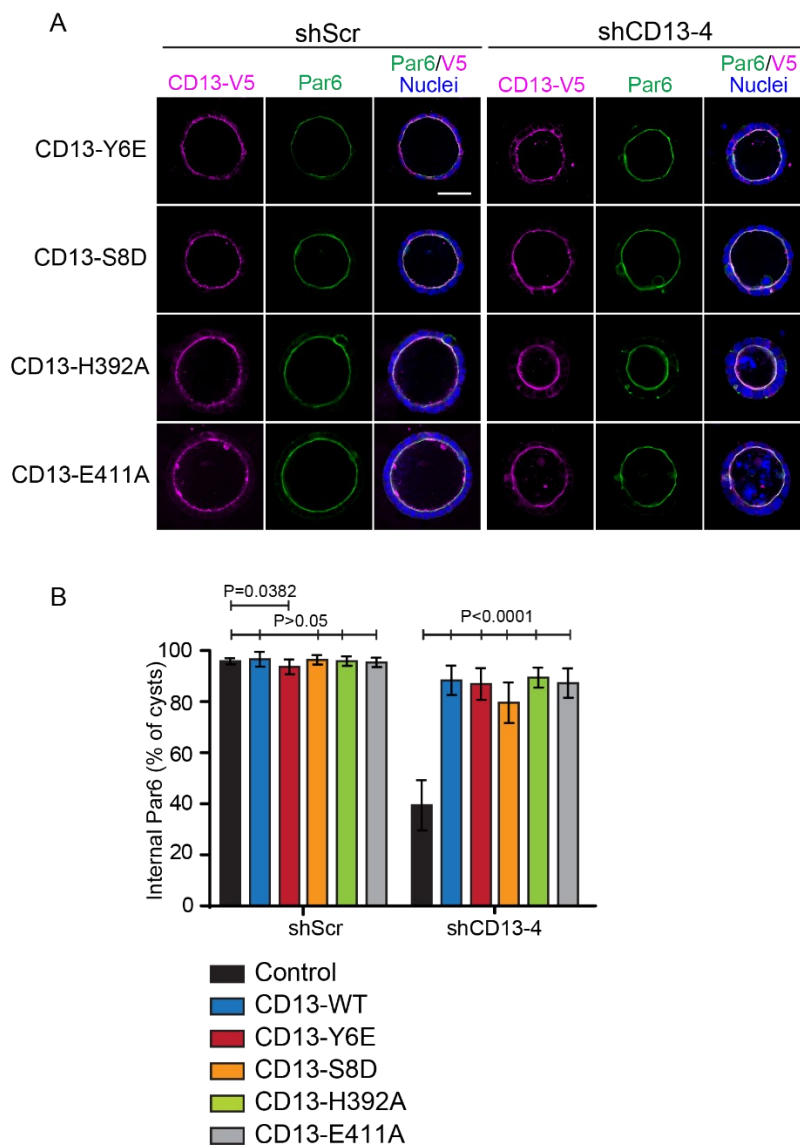 A
shScr
shCD13-4
CD13-V5 Par6 Par6/V5 Nuclei
CD13-V5 Par6 Par6/V5 Nuclei
CD13-Y6E
CD13-S8D
CD13-H392A
CD13-E411A
B
P=0.0382
P>0.05
P<0.0001
Internal Par6 (% of cysts)
100
80
60
40
20
0
shScr
shCD13-4
Control
CD13-WT
CD13-Y6E
CD13-S8D
CD13-H392A
CD13-E411A